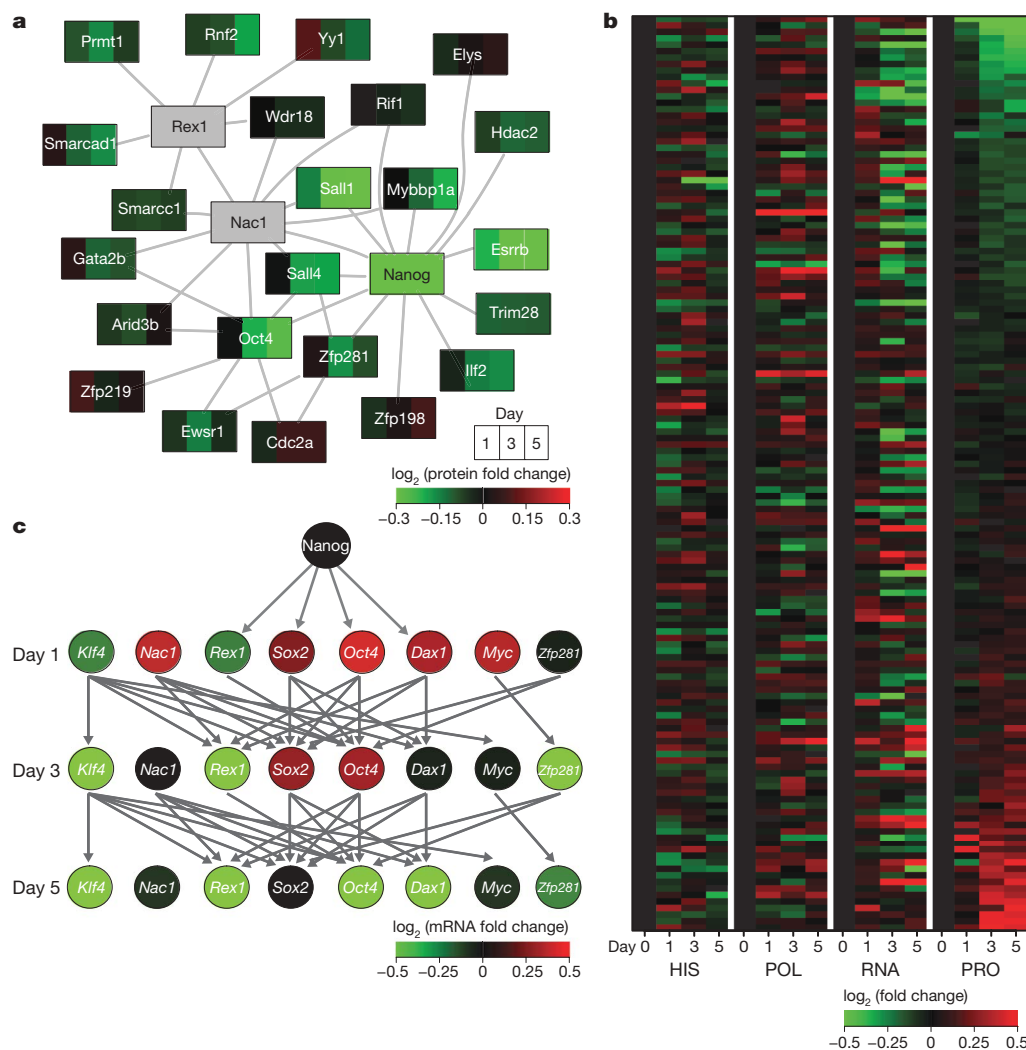 a
Prmt1
Rnf2
Yy1
Elys
Rex1
Wdr18
Rif1
Hdac2
Smarcad1
Sall1
Mybbp1a
Smarcc1
Nac1
Esrrb
Gata2b
Sall4
Nanog
Trim28
Arid3b
Oct4
Zfp281
Ilf2
Zfp219
Zfp198
Ewsr1
Cdc2a
Day
1 3 5
log2 (protein fold change)
−0.3 −0.15 0 0.15 0.3
b
Day 0 1 3 5 0 1 3 5 0 1 3 5 0 1 3 5
HIS POL RNA PRO
log2 (fold change)
−0.5 −0.25 0 0.25 0.5
c
Nanog
Day 1 Klf4 Nac1 Rex1 Sox2 Oct4 Dax1 Myc Zfp281
Day 3 Klf4 Nac1 Rex1 Sox2 Oct4 Dax1 Myc Zfp281
Day 5 Klf4 Nac1 Rex1 Sox2 Oct4 Dax1 Myc Zfp281
log2 (mRNA fold change)
−0.5 −0.25 0 0.25 0.5